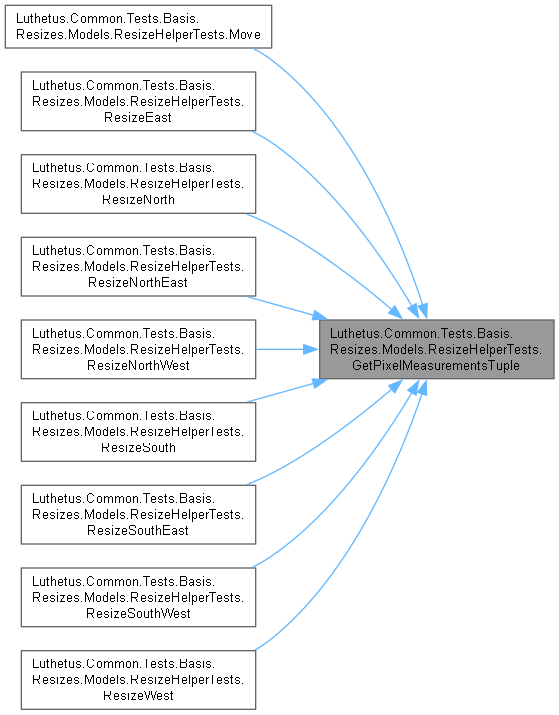 Luthetus.Common.Tests.Basis.
Resizes.Models.ResizeHelperTests.Move
Luthetus.Common.Tests.Basis.
Resizes.Models.ResizeHelperTests.
ResizeEast
Luthetus.Common.Tests.Basis.
Resizes.Models.ResizeHelperTests.
ResizeNorth
Luthetus.Common.Tests.Basis.
Resizes.Models.ResizeHelperTests.
ResizeNorthEast
Luthetus.Common.Tests.Basis.
Resizes.Models.ResizeHelperTests.
ResizeNorthWest
Luthetus.Common.Tests.Basis.
Resizes.Models.ResizeHelperTests.
GetPixelMeasurementsTuple
Luthetus.Common.Tests.Basis.
Resizes.Models.ResizeHelperTests.
ResizeSouth
Luthetus.Common.Tests.Basis.
Resizes.Models.ResizeHelperTests.
ResizeSouthEast
Luthetus.Common.Tests.Basis.
Resizes.Models.ResizeHelperTests.
ResizeSouthWest
Luthetus.Common.Tests.Basis.
Resizes.Models.ResizeHelperTests.
ResizeWest